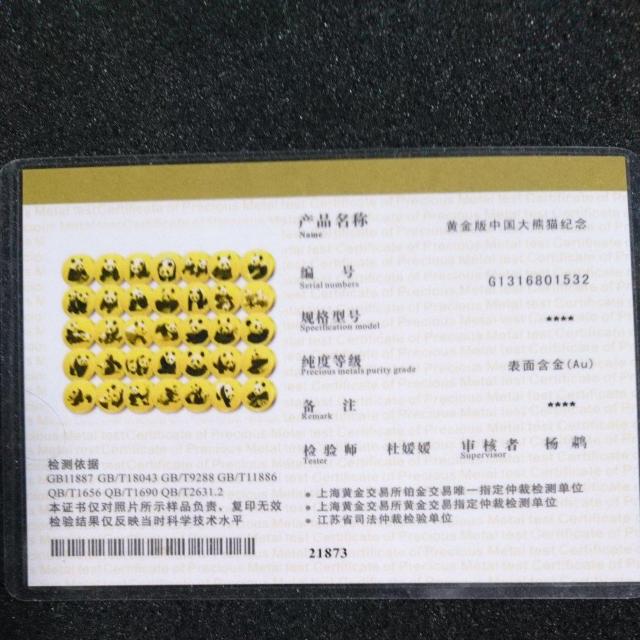 产品名称 黄金版中国大熊猫纪念
Name
编 号 G1316801532
Serial numbers
规格型号 ****
Specification model
纯度等级 表面含金(Au)
Precious metals purity grade
备 注 ****
Remark
检验师 杜媛媛 审核者 杨 鹢
Tester Supervisor
检测依据
GB11887 GB/T18043 GB/T9288 GB/T11886
QB/T1656 QB/T1690 QB/T2631.2
本证书仅对照片所示样品负责、复印无效
检验结果仅反映当时科学技术水平
• 上海黄金交易所铂金交易唯一指定仲裁检测单位
• 上海黄金交易所黄金交易指定仲裁检测单位
• 江苏省司法仲裁检验单位
21873